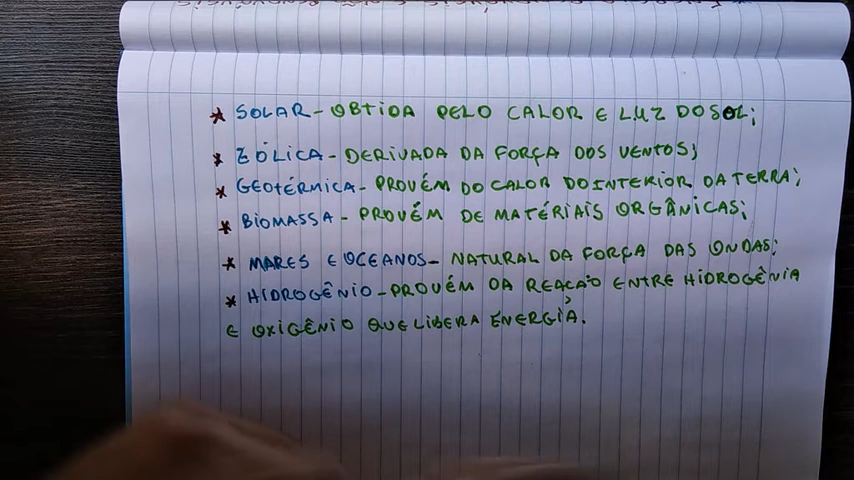 * SOLAR - OBTIDA PELO CALOR E LUZ DO SOL;
* EÓLICA - DERIVADA DA FORÇA DOS VENTOS;
* GEOTÉRMICA - PROVÉM DO CALOR DO INTERIOR DA TERRA;
* BIOMASSA - PROVÉM DE MATÉRIAIS ORGÂNICAS;
* MARES E OCEANOS - NATURAL DA FORÇA DAS ONDAS;
* HIDROGÊNIO - PROVÉM DA REAÇÃO ENTRE HIDROGÊNIA
E OXIGÊNIO QUE LIBERA ENERGIA.